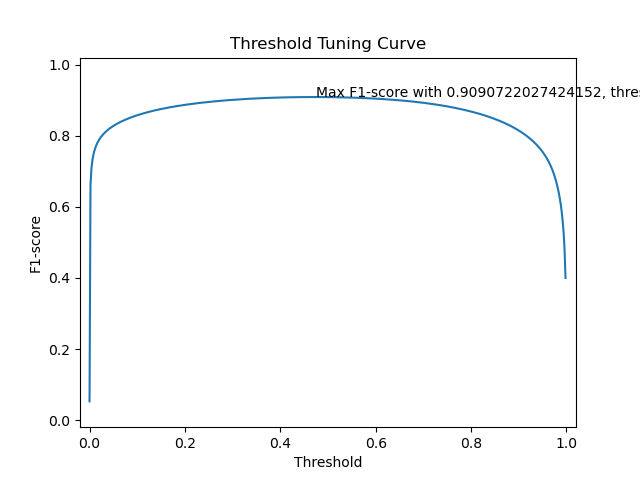 Threshold Tuning Curve
Max F1-score with 0.9090722027424152, thres
1.0
0.8
0.6
0.4
0.2
0.0
F1-score
0.0 0.2 0.4 0.6 0.8 1.0
Threshold